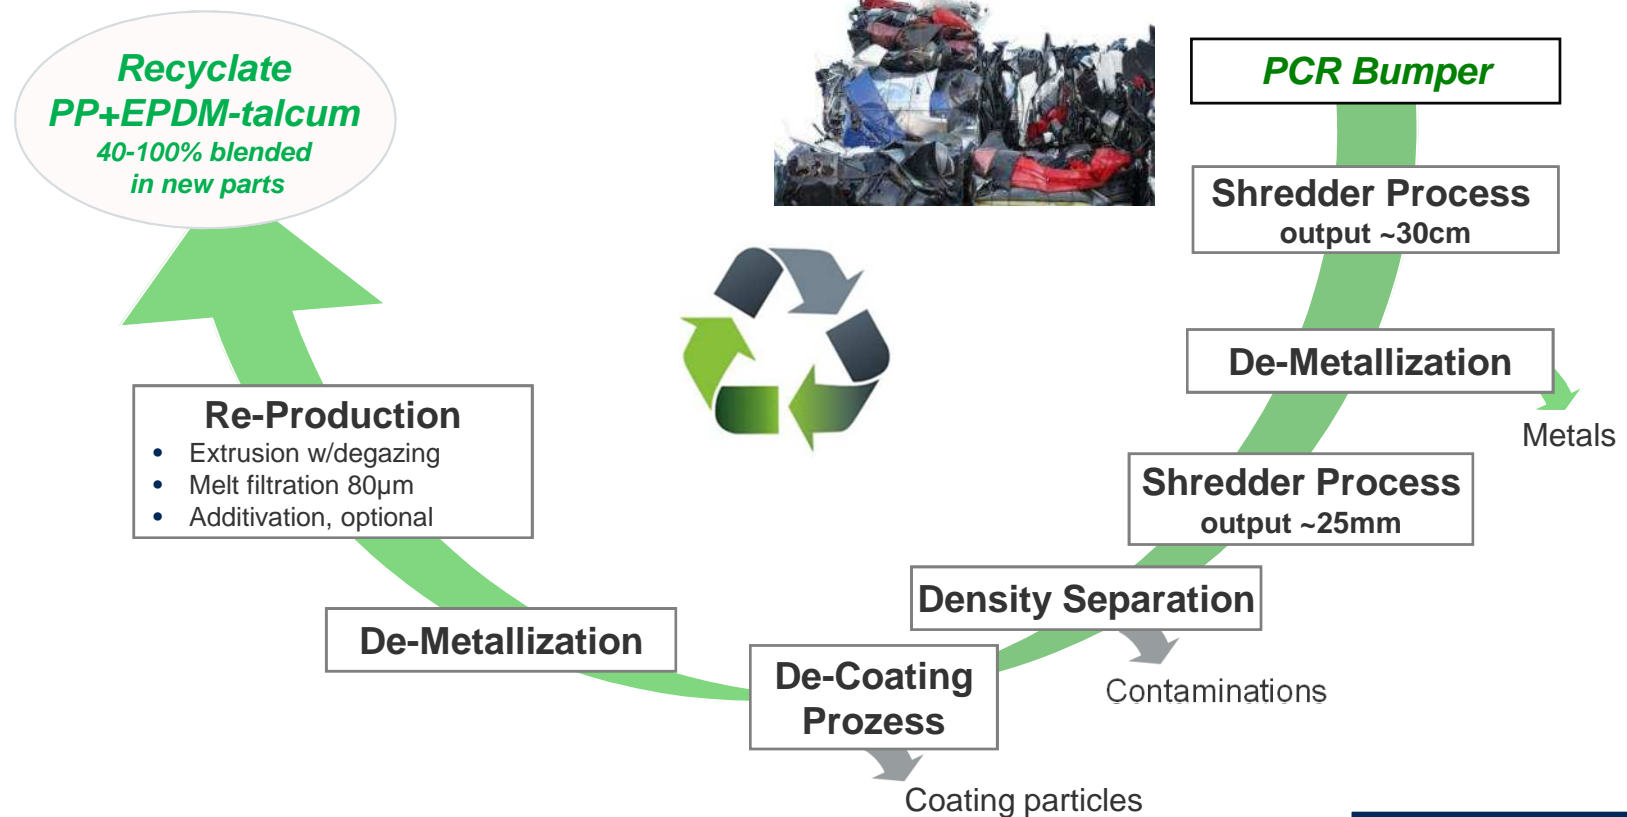 Recyclate
PP+EPDM-talcum
40-100% blended
in new parts
PCR Bumper
Shredder Process
output ~30cm
De-Metallization
Metals
Shredder Process
output ~25mm
Density Separation
Contaminations
De-Coating
Prozess
Coating particles
De-Metallization
Re-Production
• Extrusion w/degazing
• Melt filtration 80µm
• Additivation, optional